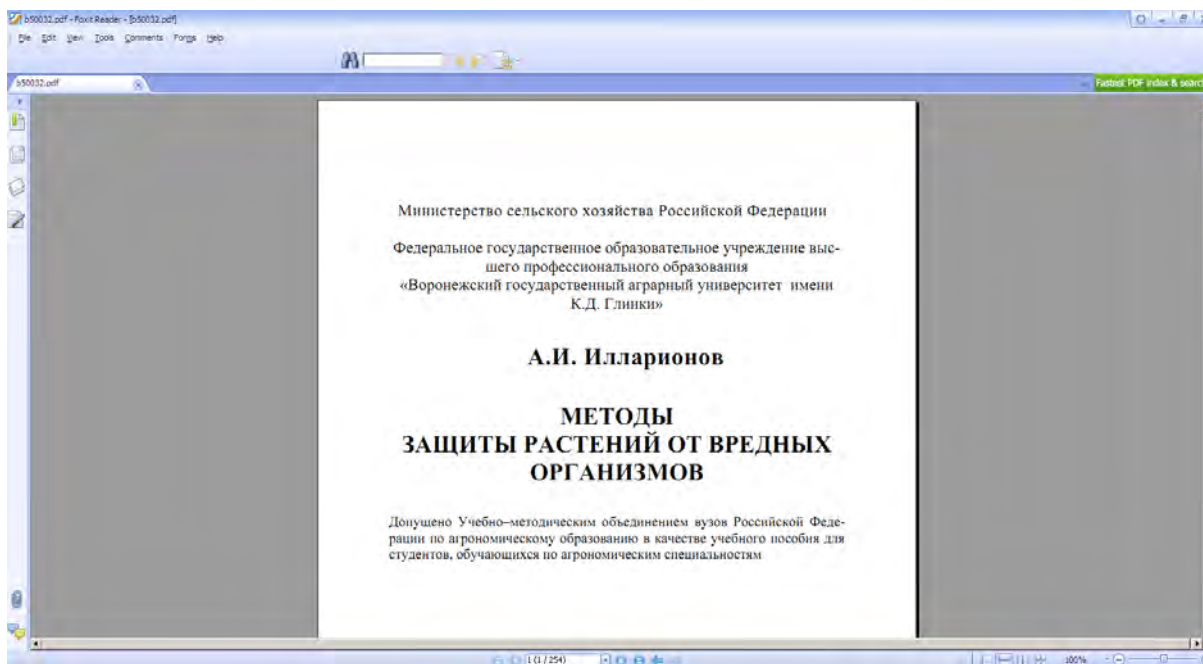 b50032.pdf - Foxit Reader - [b50032.pdf]
File Edit View Tools Comments Forms Help
b50032.pdf
Fastest PDF index & search
Министерство сельского хозяйства Российской Федерации
Федеральное государственное образовательное учреждение выс-
шего профессионального образования
«Воронежский государственный аграрный университет имени
К.Д. Глинки»
А.И. Илларионов
МЕТОДЫ
ЗАЩИТЫ РАСТЕНИЙ ОТ ВРЕДНЫХ
ОРГАНИЗМОВ
Допущено Учебно–методическим объединением вузов Российской Феде-
рации по агрономическому образованию в качестве учебного пособия для
студентов, обучающихся по агрономическим специальностям
1 (1 / 254)
100%